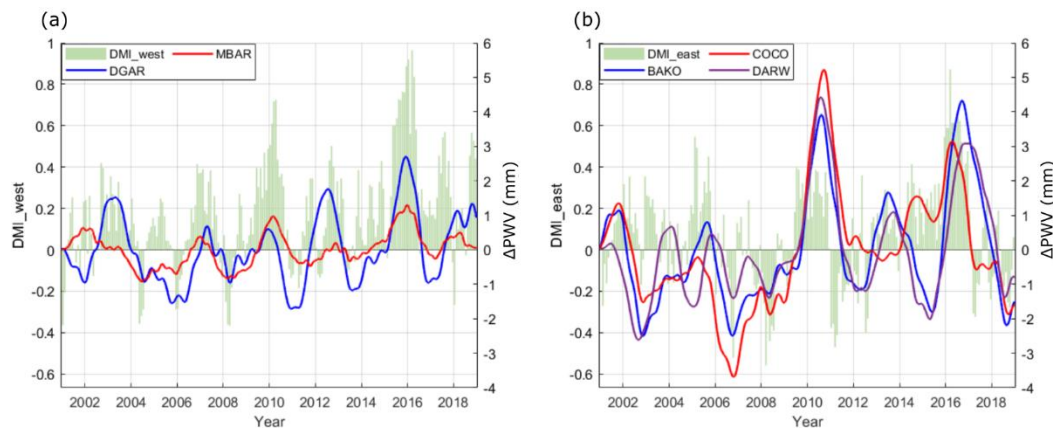 (a)
DMI_west MBAR
DGAR
1
0.8
0.6
0.4
0.2
0
-0.2
-0.4
-0.6
DMI_west
6
5
4
3
2
1
0
-1
-2
-3
-4
ΔPWV (mm)
2002 2004 2006 2008 2010 2012 2014 2016 2018
Year
(b)
DMI_east COCO
BAKO DARW
1
0.8
0.6
0.4
0.2
0
-0.2
-0.4
-0.6
DMI_east
6
5
4
3
2
1
0
-1
-2
-3
-4
ΔPWV (mm)
2002 2004 2006 2008 2010 2012 2014 2016 2018
Year